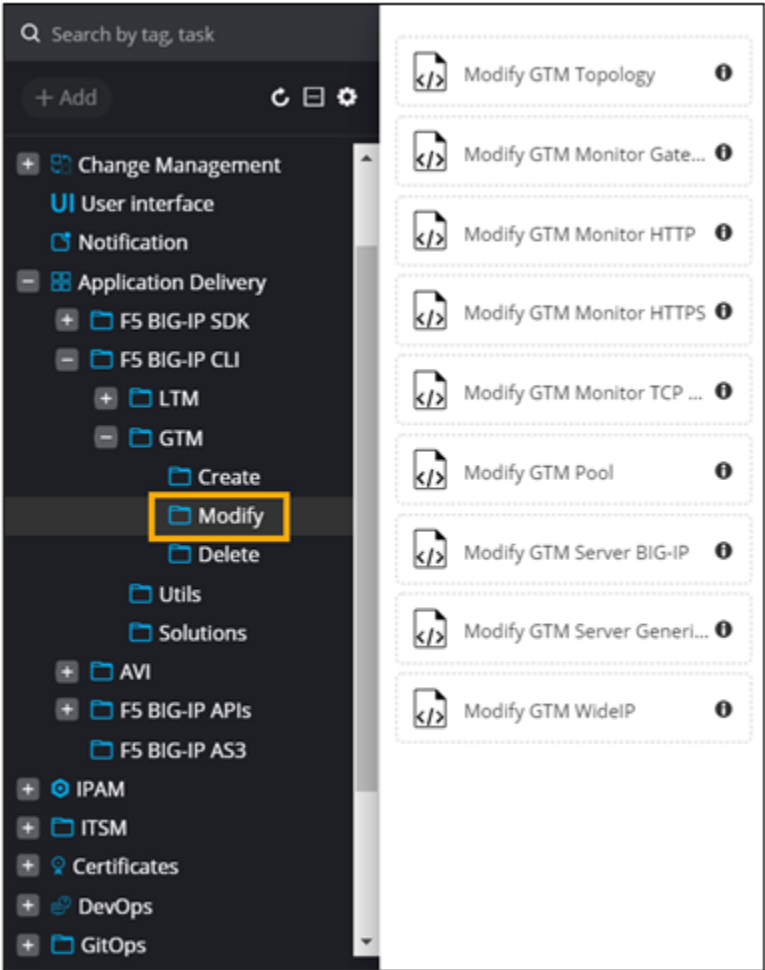 Search by tag, task
+ Add
Change Management
UI User interface
Notification
Application Delivery
F5 BIG-IP SDK
F5 BIG-IP CLI
LTM
GTM
Create
Modify
Delete
Utils
Solutions
AVI
F5 BIG-IP APIs
F5 BIG-IP AS3
IPAM
ITSM
Certificates
DevOps
GitOps
Modify GTM Topology
Modify GTM Monitor Gate...
Modify GTM Monitor HTTP
Modify GTM Monitor HTTPS
Modify GTM Monitor TCP ...
Modify GTM Pool
Modify GTM Server BIG-IP
Modify GTM Server Generi...
Modify GTM WideIP